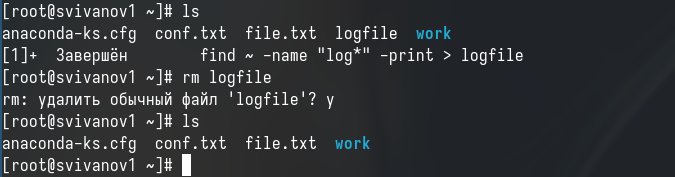 [root@svivanov1 ~]# ls
anaconda-ks.cfg  conf.txt  file.txt  logfile  work
[1]+  Завершён        find ~ -name "log*" -print > logfile
[root@svivanov1 ~]# rm logfile
rm: удалить обычный файл 'logfile'? y
[root@svivanov1 ~]# ls
anaconda-ks.cfg  conf.txt  file.txt  work
[root@svivanov1 ~]#